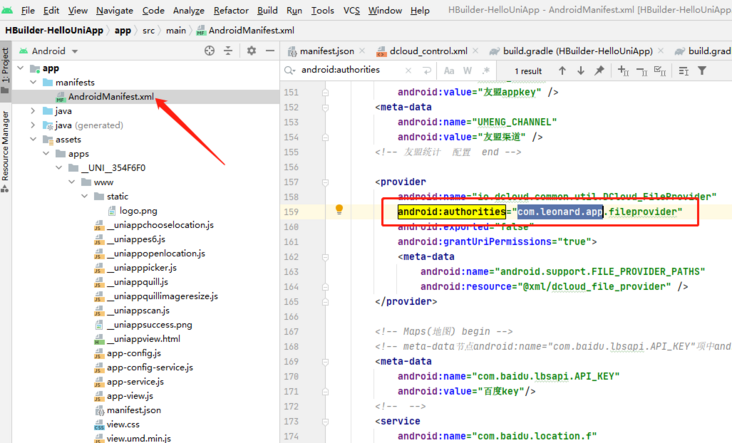 File Edit View Navigate Code Analyze Refactor Build Run Tools VCS Window Help HBuilder-HelloUniApp - AndroidManifest.xml [HBuilder-HelloUniApp
HBuilder-HelloUniApp app src main AndroidManifest.xml
1: Project
Resource Manager
Android
app
manifests
AndroidManifest.xml
java
java (generated)
assets
apps
__UNI__354F6F0
www
static
logo.png
__uniappchooselocation.js
__uniappes6.js
__uniappopenlocation.js
__uniapppicker.js
__uniappquill.js
__uniappquillimageresize.js
__uniappscan.js
__uniappsuccess.png
__uniappview.html
app-config.js
app-config-service.js
app-service.js
app-view.js
manifest.json
view.css
view.umd.min.js
manifest.json dcloud_control.xml build.gradle (HBuilder-HelloUniApp) build.grad
android:authorities Aa W .* 1 result
151 android:value="友盟appkey" />
152 <meta-data
153 android:name="UMENG_CHANNEL"
154 android:value="友盟渠道" />
155 <!-- 友盟统计 配置 end -->
156
157 <provider
158 android:name="io.dcloud.common.util.DCloud_FileProvider"
159 android:authorities="com.leonard.app.fileprovider"
160 android:exported="false"
161 android:grantUriPermissions="true">
162 <meta-data
163 android:name="android.support.FILE_PROVIDER_PATHS"
164 android:resource="@xml/dcloud_file_provider" />
165 </provider>
166
167 <!-- Maps(地图) begin -->
168 <!-- meta-data节点android:name="com.baidu.lbsapi.API_KEY"项中and
169 <meta-data
170 android:name="com.baidu.lbsapi.API_KEY"
171 android:value="百度key"/>
172 <!-- -->
173 <service
174 android:name="com.baidu.location.f"